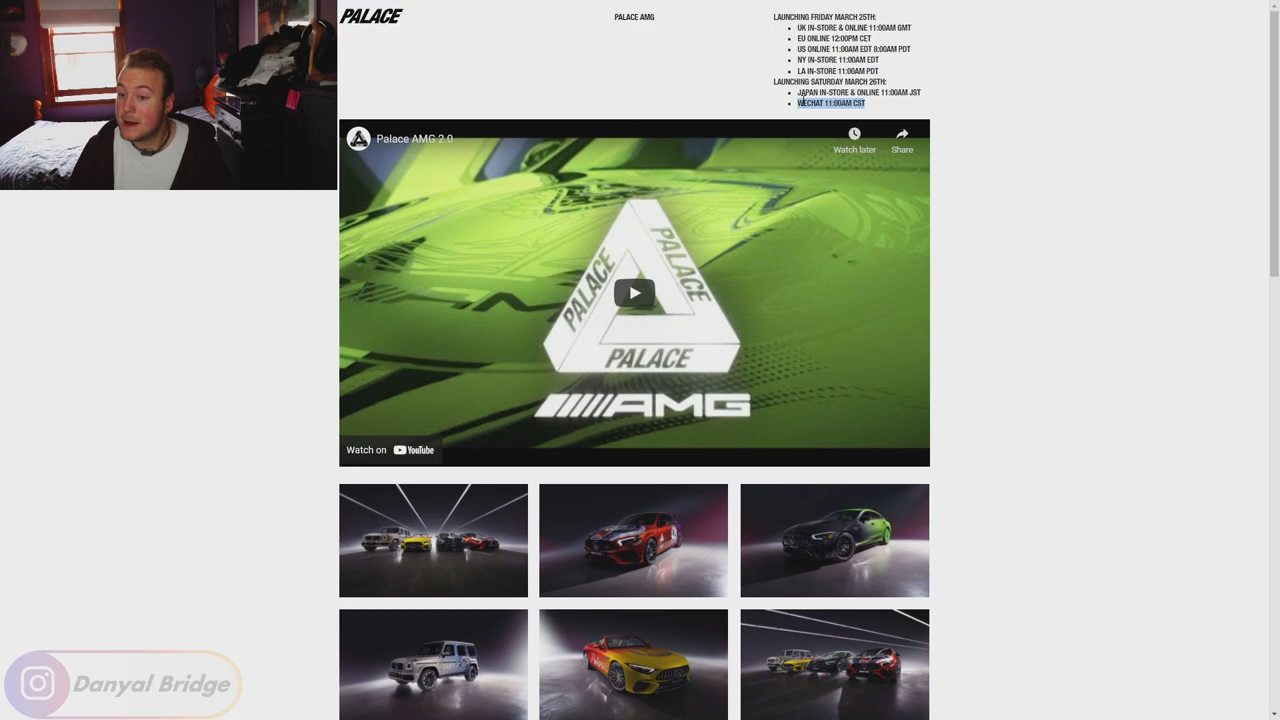 PALACE
PALACE AMG
LAUNCHING FRIDAY MARCH 25TH:
UK IN-STORE & ONLINE 11:00AM GMT
EU ONLINE 12:00PM CET
US ONLINE 11:00AM EDT 8:00AM PDT
NY IN-STORE 11:00AM EDT
LA IN-STORE 11:00AM PDT
LAUNCHING SATURDAY MARCH 26TH:
JAPAN IN-STORE & ONLINE 11:00AM JST
WECHAT 11:00AM CST
Palace AMG 2.0
Watch later
Share
PALACE
PALACE
PALACE
AMG
Watch on YouTube
Danyal Bridge